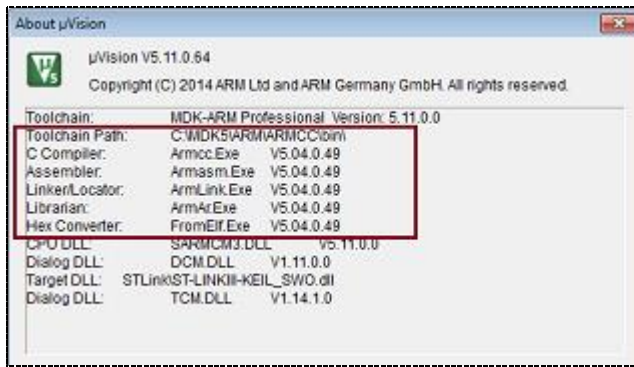 About µVision
µVision V5.11.0.64
Copyright (C) 2014 ARM Ltd and ARM Germany GmbH. All rights reserved.
Toolchain: MDK-ARM Professional Version: 5.11.0.0
Toolchain Path: C:\MDK5\ARM\ARMCC\bin\
C Compiler: Armcc.Exe V5.04.0.49
Assembler: Armasm.Exe V5.04.0.49
Linker/Locator: ArmLink.Exe V5.04.0.49
Librarian: ArmAr.Exe V5.04.0.49
Hex Converter: FromElf.Exe V5.04.0.49
CPU DLL: SARMCM3.DLL V5.11.0.0
Dialog DLL: DCM.DLL V1.11.0.0
Target DLL: STLink\ST-LINKIII-KEIL_SWO.dll
Dialog DLL: TCM.DLL V1.14.1.0